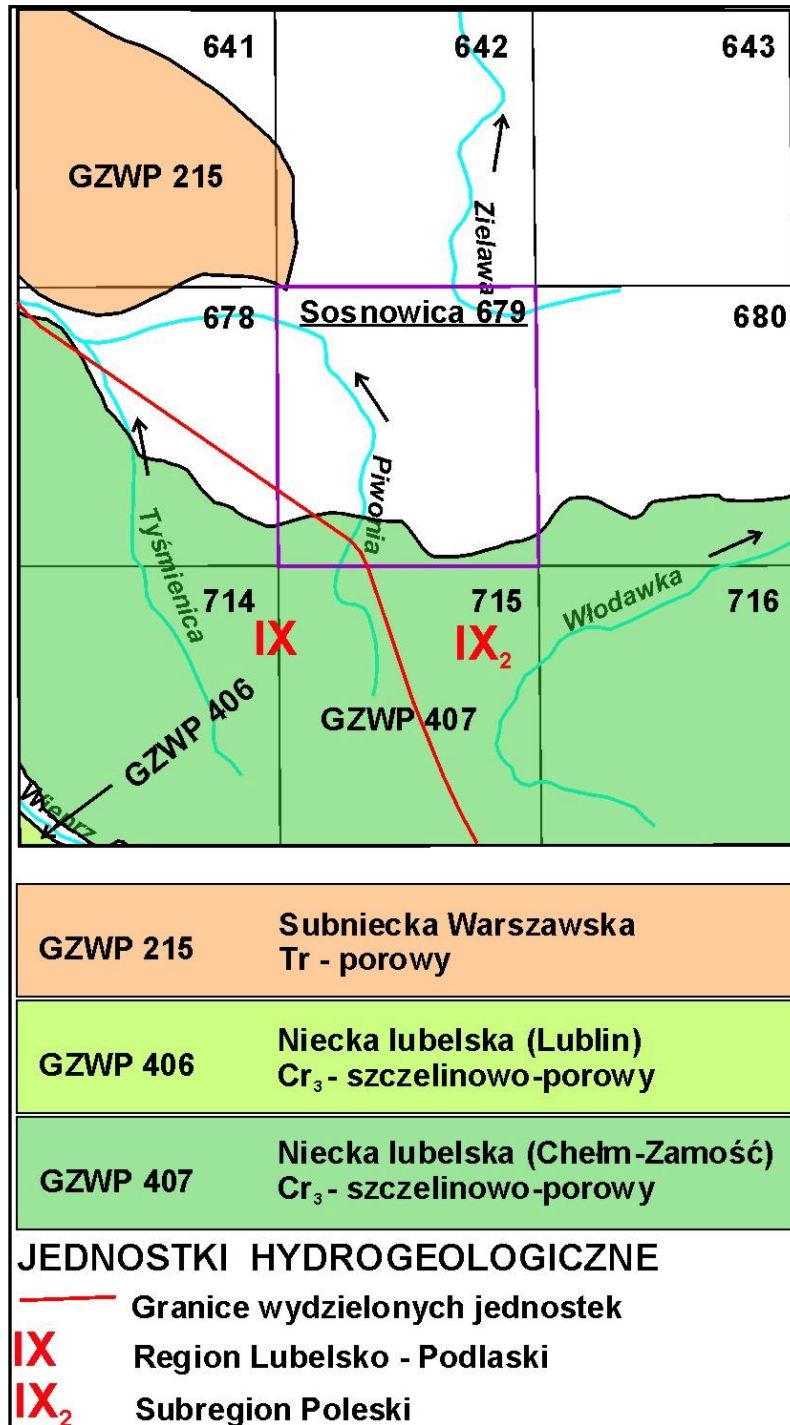 641
642
643
GZWP 215
Zielawa
678
Sosnowica 679
680
Piwonia
Tyśmienica
714
715
716
Włodawka
IX
IX₂
GZWP 406
GZWP 407
Wieprz
GZWP 215
Subniecka Warszawska
Tr - porowy
GZWP 406
Niecka lubelska (Lublin)
Cr₃ - szczelinowo-porowy
GZWP 407
Niecka lubelska (Chełm-Zamość)
Cr₃ - szczelinowo-porowy
JEDNOSTKI HYDROGEOLOGICZNE
Granice wydzielonych jednostek
IX Region Lubelsko - Podlaski
IX₂ Subregion Poleski